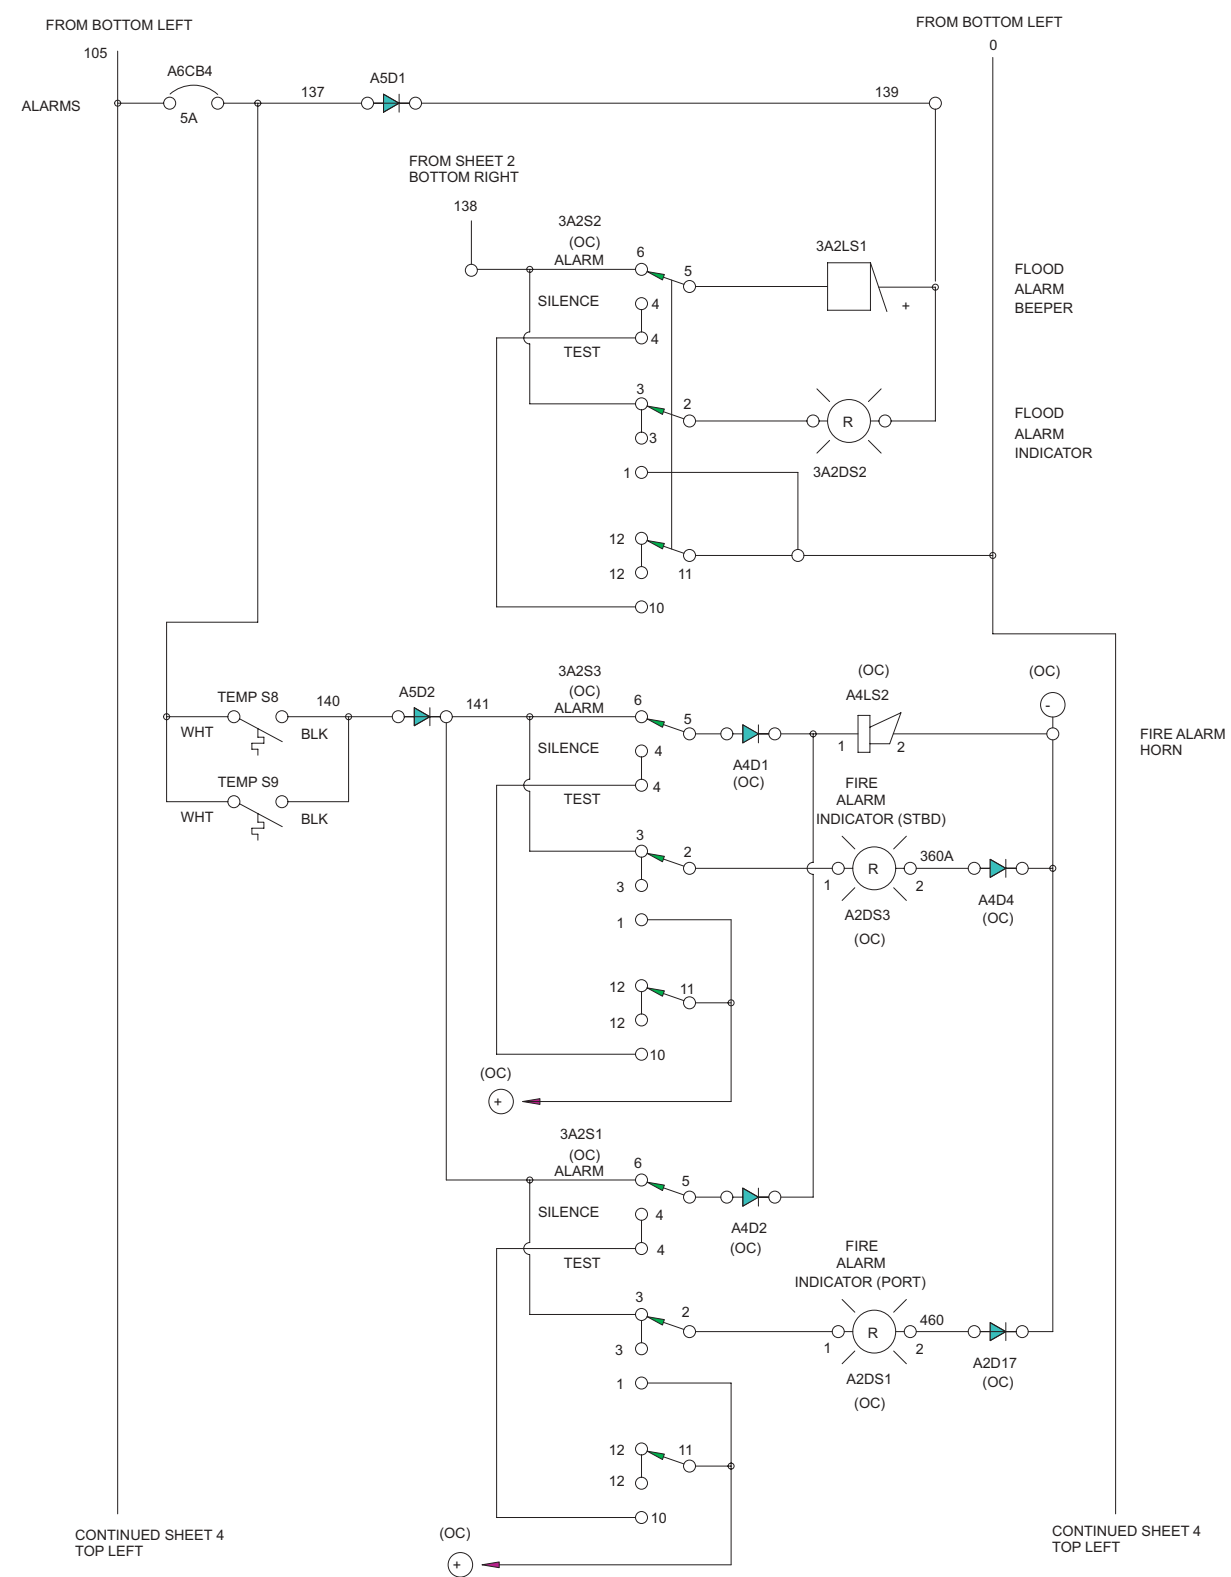 FROM BOTTOM LEFT
105
FROM BOTTOM LEFT
0
A6CB4
ALARMS
5A
137
A5D1
139
FROM SHEET 2
BOTTOM RIGHT
138
3A2S2
(OC)
ALARM
6
5
3A2LS1
+
FLOOD
ALARM
BEEPER
SILENCE
4
4
TEST
3
2
3
R
3A2DS2
FLOOD
ALARM
INDICATOR
1
12
12
11
10
TEMP S8
140
WHT
BLK
TEMP S9
WHT
BLK
A5D2
141
3A2S3
(OC)
ALARM
6
5
SILENCE
4
4
TEST
A4D1
(OC)
(OC)
A4LS2
1
2
(OC)
-
FIRE ALARM
HORN
FIRE
ALARM
INDICATOR (STBD)
3
2
3
1
R
2
360A
A2DS3
(OC)
A4D4
(OC)
1
12
11
12
10
(OC)
+
3A2S1
(OC)
ALARM
6
5
SILENCE
4
4
TEST
A4D2
(OC)
FIRE
ALARM
INDICATOR (PORT)
3
2
3
1
R
2
460
A2DS1
(OC)
A2D17
(OC)
1
12
11
12
10
(OC)
+
CONTINUED SHEET 4
TOP LEFT
CONTINUED SHEET 4
TOP LEFT